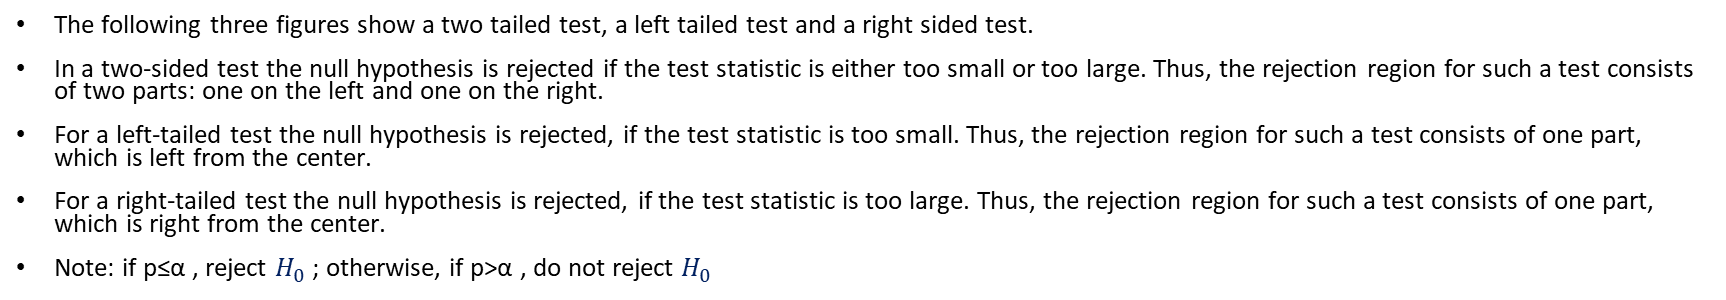 • The following three figures show a two tailed test, a left tailed test and a right sided test.
• In a two-sided test the null hypothesis is rejected if the test statistic is either too small or too large. Thus, the rejection region for such a test consists
of two parts: one on the left and one on the right.
• For a left-tailed test the null hypothesis is rejected, if the test statistic is too small. Thus, the rejection region for such a test consists of one part,
which is left from the center.
• For a right-tailed test the null hypothesis is rejected, if the test statistic is too large. Thus, the rejection region for such a test consists of one part,
which is right from the center.
• Note: if p≤α , reject H₀ ; otherwise, if p>α , do not reject H₀